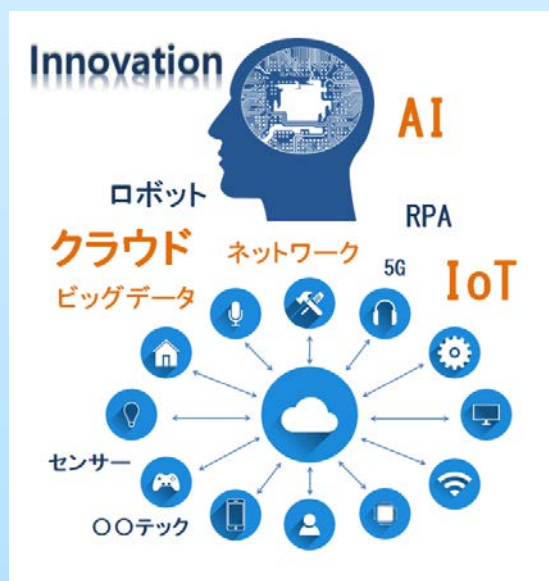 Innovation
AI
ロボット
RPA
クラウド
ネットワーク
5G
IoT
ビッグデータ
センサー
〇〇テック